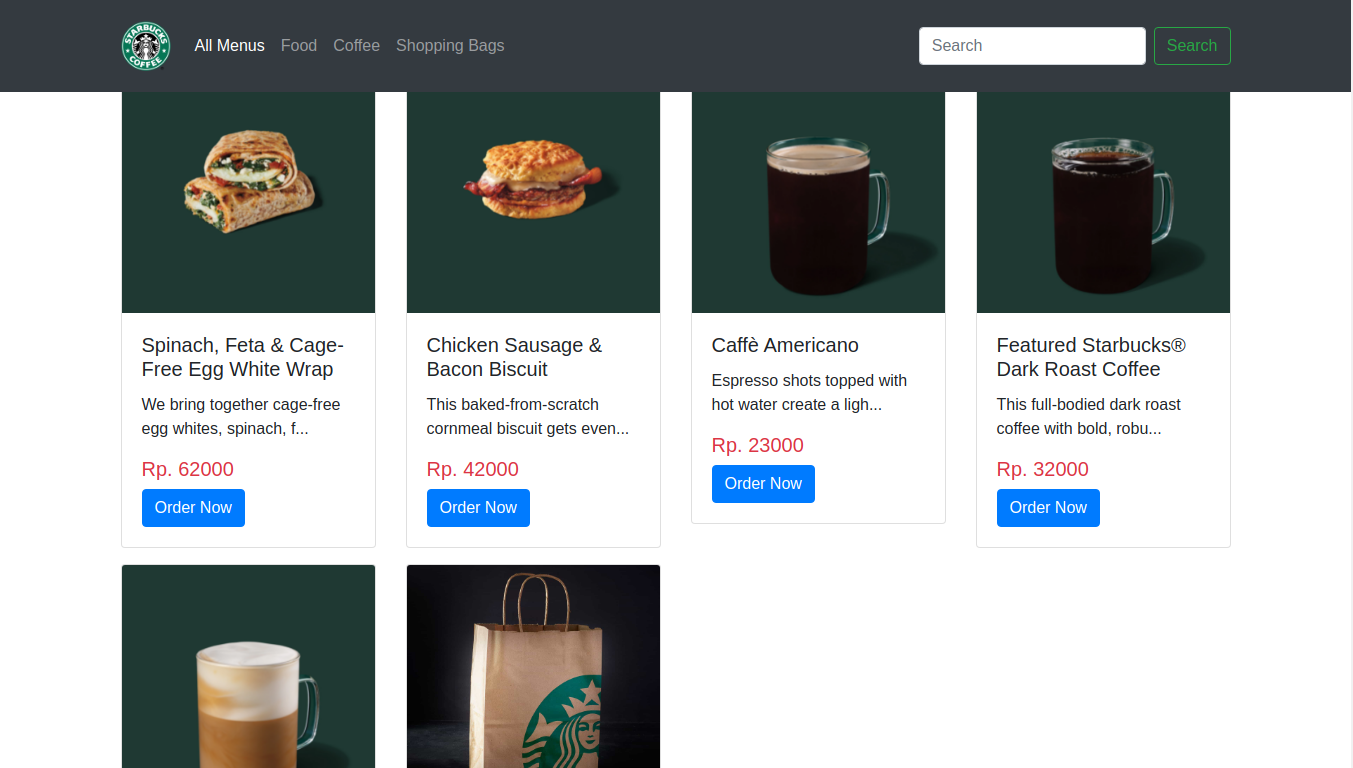 STARBUCKS
COFFEE
All Menus
Food
Coffee
Shopping Bags
Search
Search
Spinach, Feta & Cage-
Free Egg White Wrap
We bring together cage-free
egg whites, spinach, f...
Rp. 62000
Order Now
Chicken Sausage &
Bacon Biscuit
This baked-from-scratch
cornmeal biscuit gets even...
Rp. 42000
Order Now
Caffè Americano
Espresso shots topped with
hot water create a ligh...
Rp. 23000
Order Now
Featured Starbucks®
Dark Roast Coffee
This full-bodied dark roast
coffee with bold, robu...
Rp. 32000
Order Now